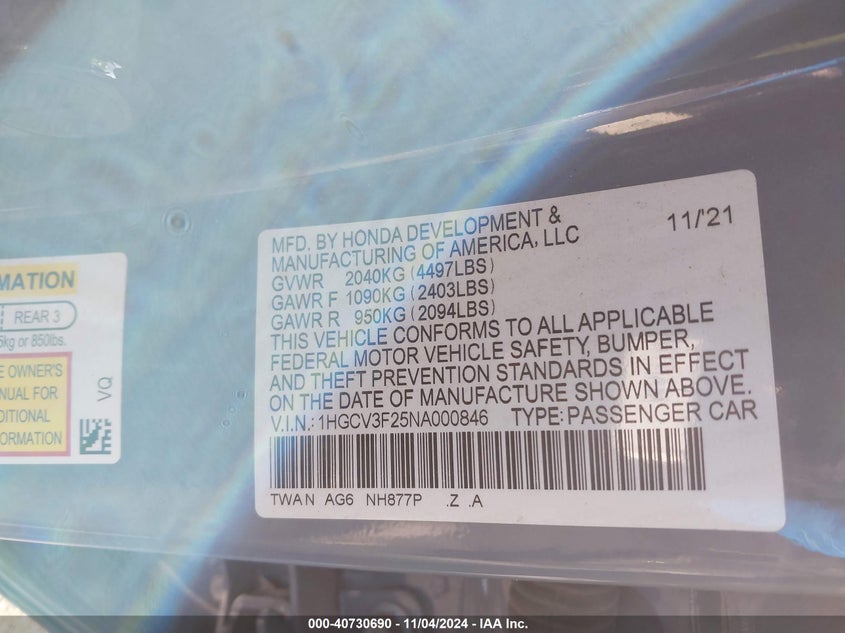 MATION
REAR 3
5kg or 850lbs.
E OWNER'S
ANUAL FOR
DITIONAL
FORMATION
VQ
MFD. BY HONDA DEVELOPMENT & 11/'21
MANUFACTURING OF AMERICA, LLC
GVWR 2040KG (4497LBS)
GAWR F 1090KG (2403LBS)
GAWR R 950KG (2094LBS)
THIS VEHICLE CONFORMS TO ALL APPLICABLE
FEDERAL MOTOR VEHICLE SAFETY, BUMPER,
AND THEFT PREVENTION STANDARDS IN EFFECT
ON THE DATE OF MANUFACTURE SHOWN ABOVE.
V.I.N.: 1HGCV3F25NA000846 TYPE: PASSENGER CAR
TWAN AG6 NH877P .Z .A
000-40730690 - 11/04/2024 - IAA Inc.